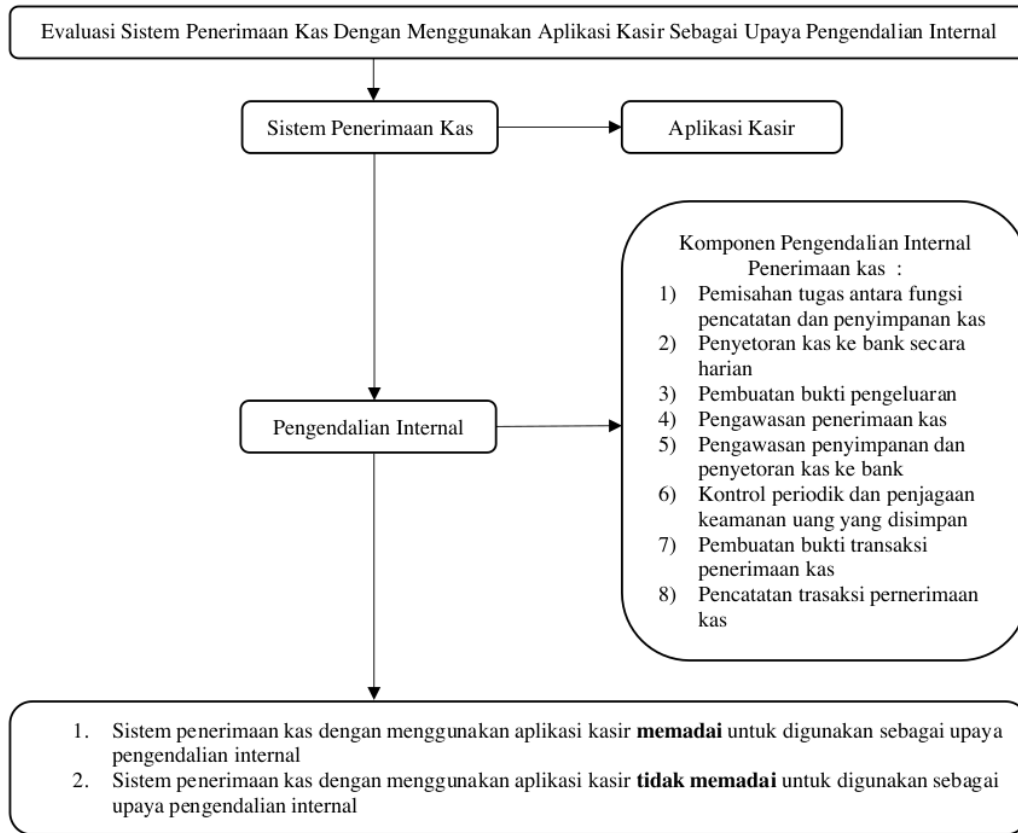 Evaluasi Sistem Penerimaan Kas Dengan Menggunakan Aplikasi Kasir Sebagai Upaya Pengendalian Internal
Sistem Penerimaan Kas
Aplikasi Kasir
Komponen Pengendalian Internal
Penerimaan kas :
1) Pemisahan tugas antara fungsi
pencatatan dan penyimpanan kas
2) Penyetoran kas ke bank secara
harian
3) Pembuatan bukti pengeluaran
4) Pengawasan penerimaan kas
5) Pengawasan penyimpanan dan
penyetoran kas ke bank
6) Kontrol periodik dan penjagaan
keamanan uang yang disimpan
7) Pembuatan bukti transaksi
penerimaan kas
8) Pencatatan trasaksi pernerimaan
kas
Pengendalian Internal
1. Sistem penerimaan kas dengan menggunakan aplikasi kasir memadai untuk digunakan sebagai upaya
pengendalian internal
2. Sistem penerimaan kas dengan menggunakan aplikasi kasir tidak memadai untuk digunakan sebagai
upaya pengendalian internal